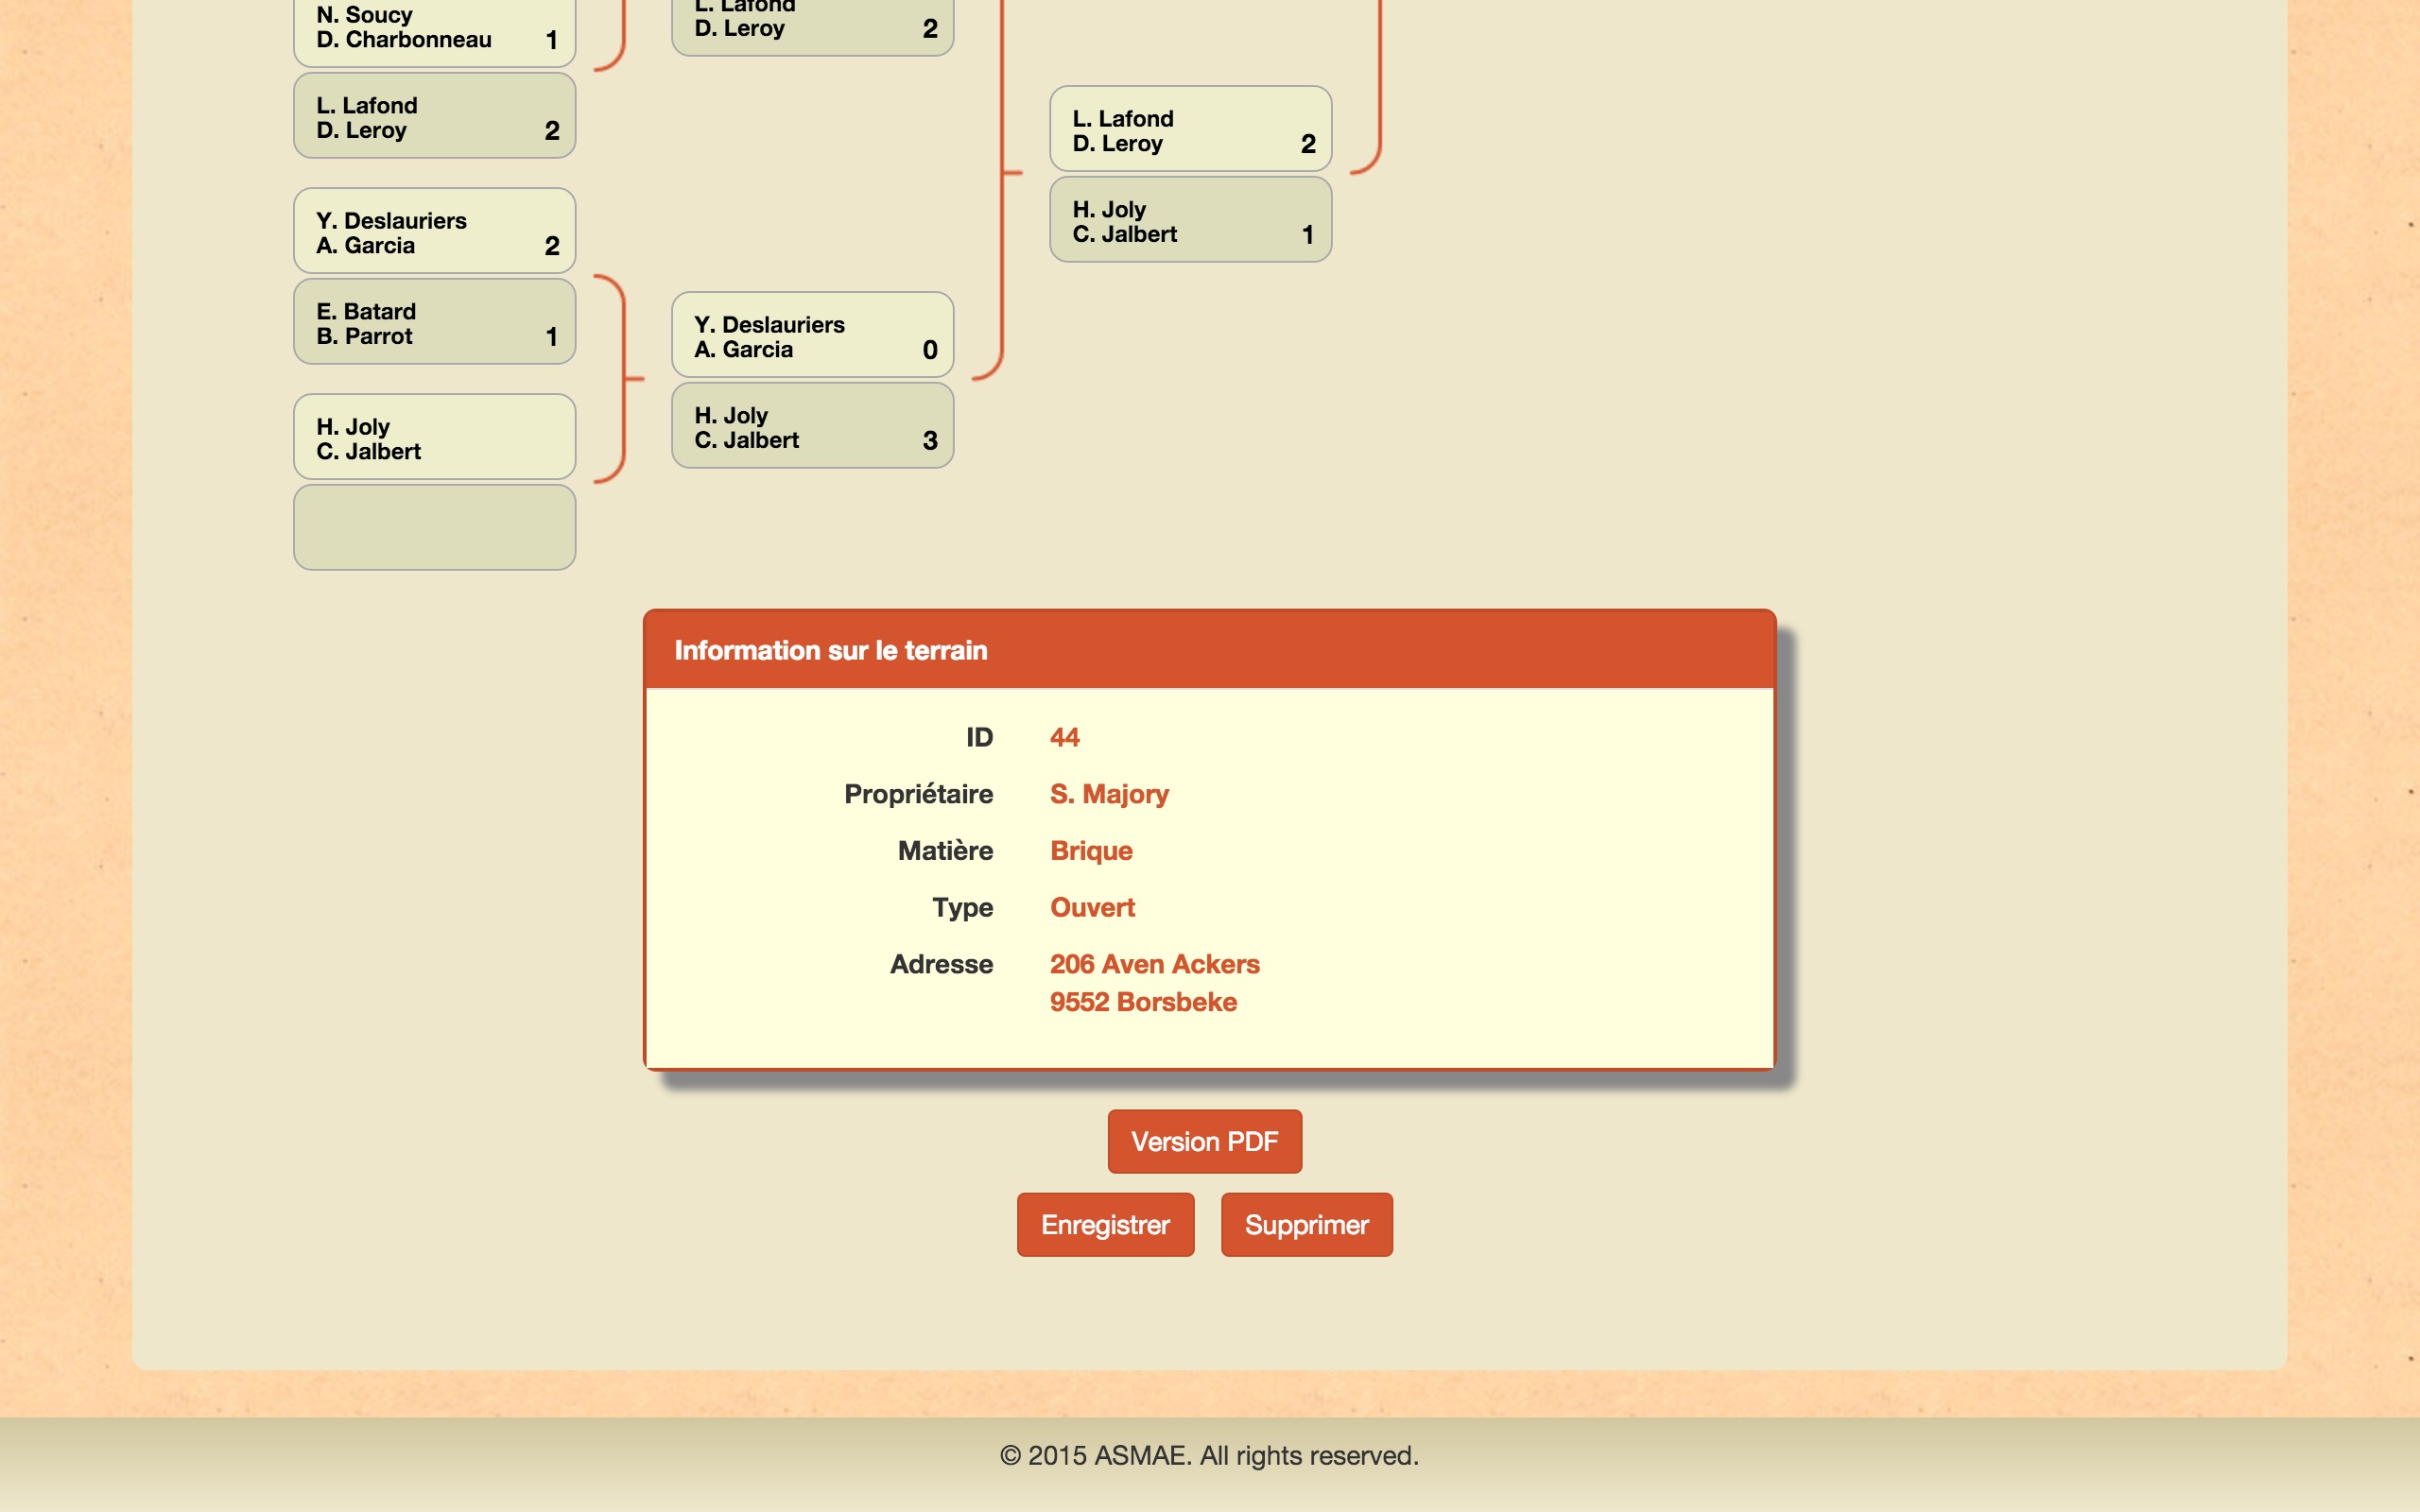 N. Soucy
D. Charbonneau 1
L. Lafond
D. Leroy 2
Y. Deslauriers
A. Garcia 2
E. Batard
B. Parrot 1
H. Joly
C. Jalbert
L. Lafond
D. Leroy 2
Y. Deslauriers
A. Garcia 0
H. Joly
C. Jalbert 3
L. Lafond
D. Leroy 2
H. Joly
C. Jalbert 1
Information sur le terrain
ID 44
Propriétaire S. Majory
Matière Brique
Type Ouvert
Adresse 206 Aven Ackers
9552 Borsbeke
Version PDF
Enregistrer Supprimer
© 2015 ASMAE. All rights reserved.